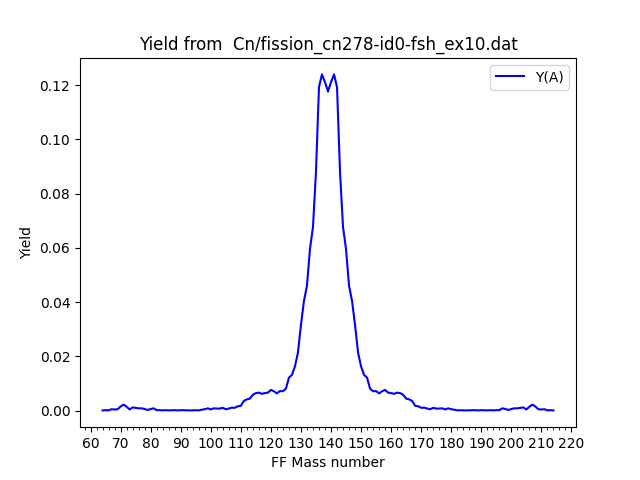 Yield from  Cn/fission_cn278-id0-fsh_ex10.dat
Y(A)
0.12
0.10
0.08
0.06
0.04
0.02
0.00
Yield
60 70 80 90 100 110 120 130 140 150 160 170 180 190 200 210 220
FF Mass number